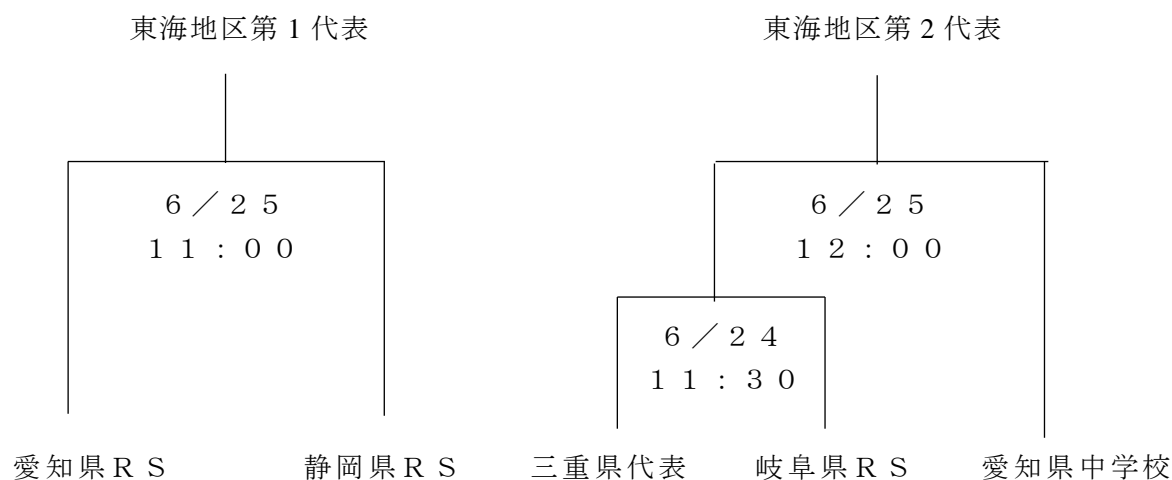 東海地区第１代表
東海地区第２代表
６／２５
１１：００
６／２５
１２：００
６／２４
１１：３０
愛知県ＲＳ
静岡県ＲＳ
三重県代表
岐阜県ＲＳ
愛知県中学校